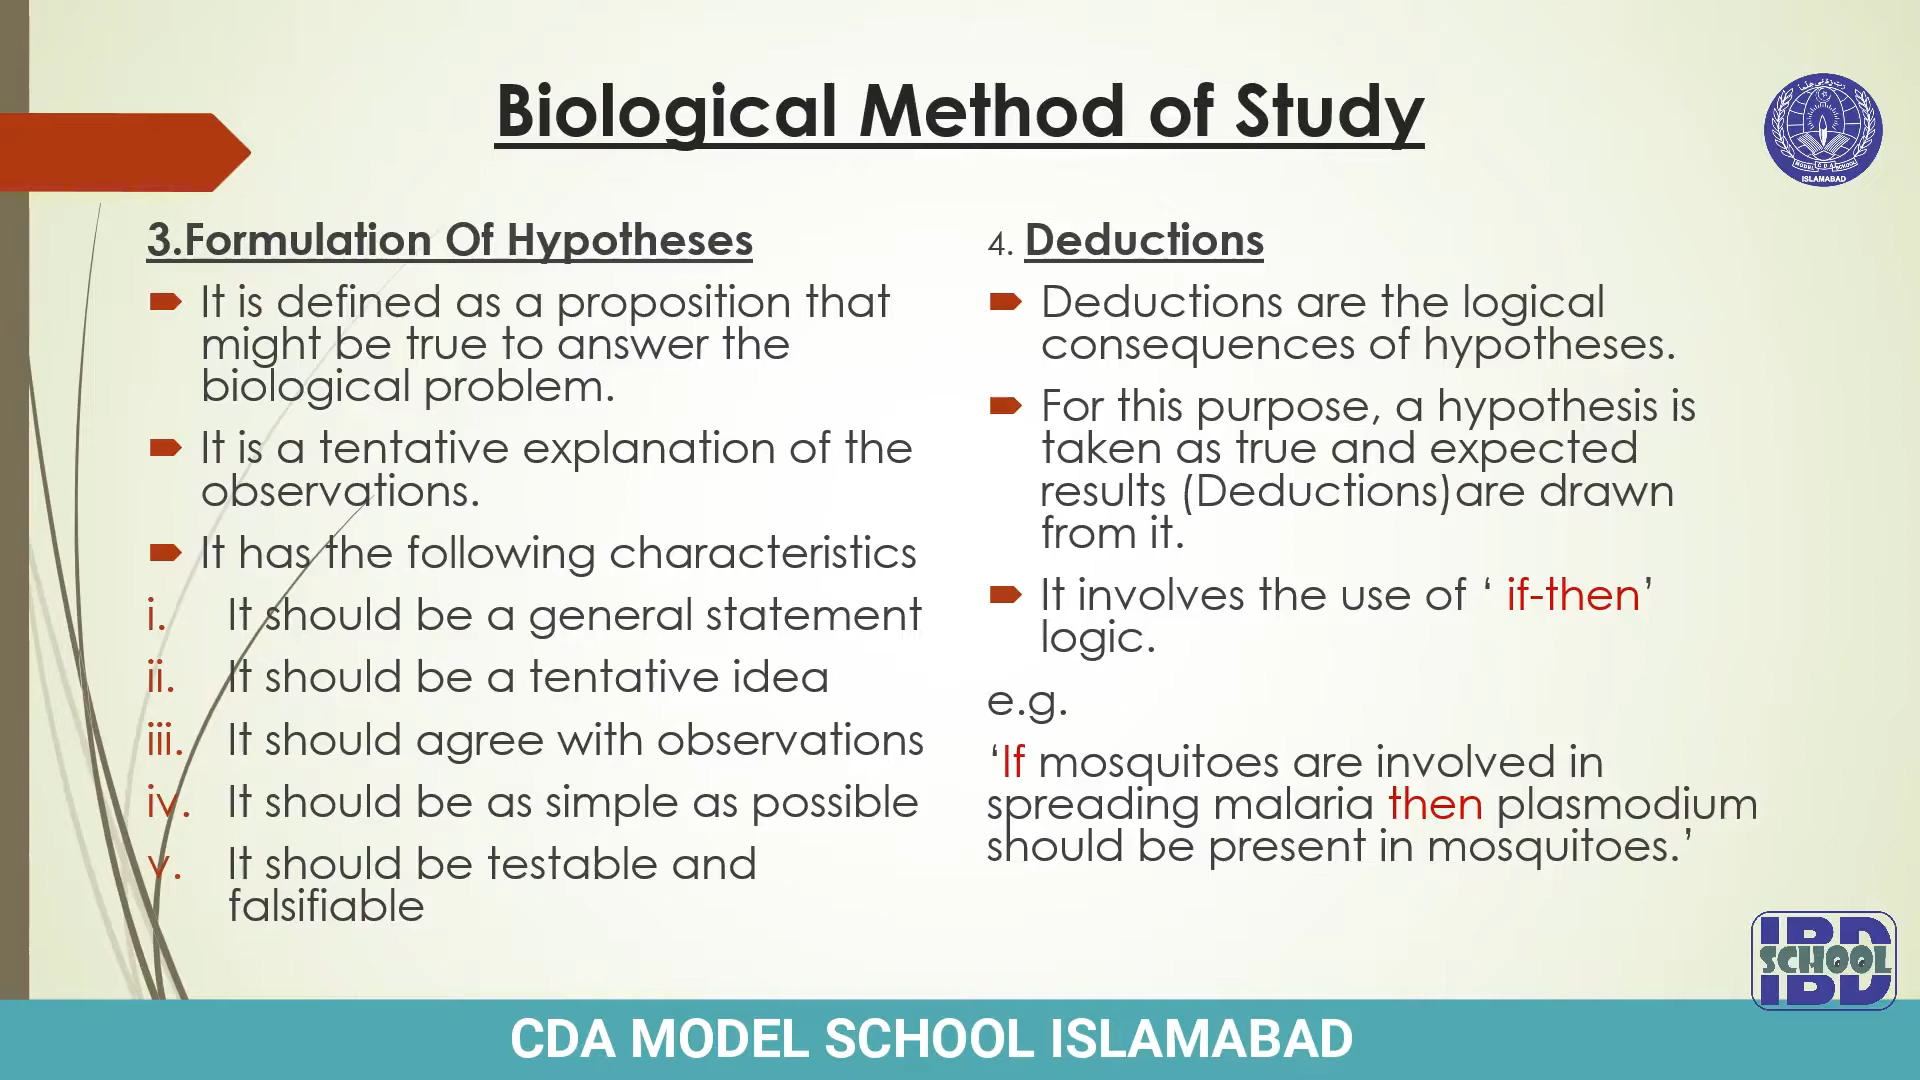 Biological Method of Study
3.Formulation Of Hypotheses
It is defined as a proposition that
might be true to answer the
biological problem.
It is a tentative explanation of the
observations.
It has the following characteristics
i. It should be a general statement
ii. It should be a tentative idea
iii. It should agree with observations
iv. It should be as simple as possible
v. It should be testable and
falsifiable
4. Deductions
Deductions are the logical
consequences of hypotheses.
For this purpose, a hypothesis is
taken as true and expected
results (Deductions)are drawn
from it.
It involves the use of ‘ if-then’
logic.
e.g.
‘If mosquitoes are involved in
spreading malaria then plasmodium
should be present in mosquitoes.’
MODEL C D A SCHOOL
ISLAMABAD
IBD
SCHOOL
CDA MODEL SCHOOL ISLAMABAD